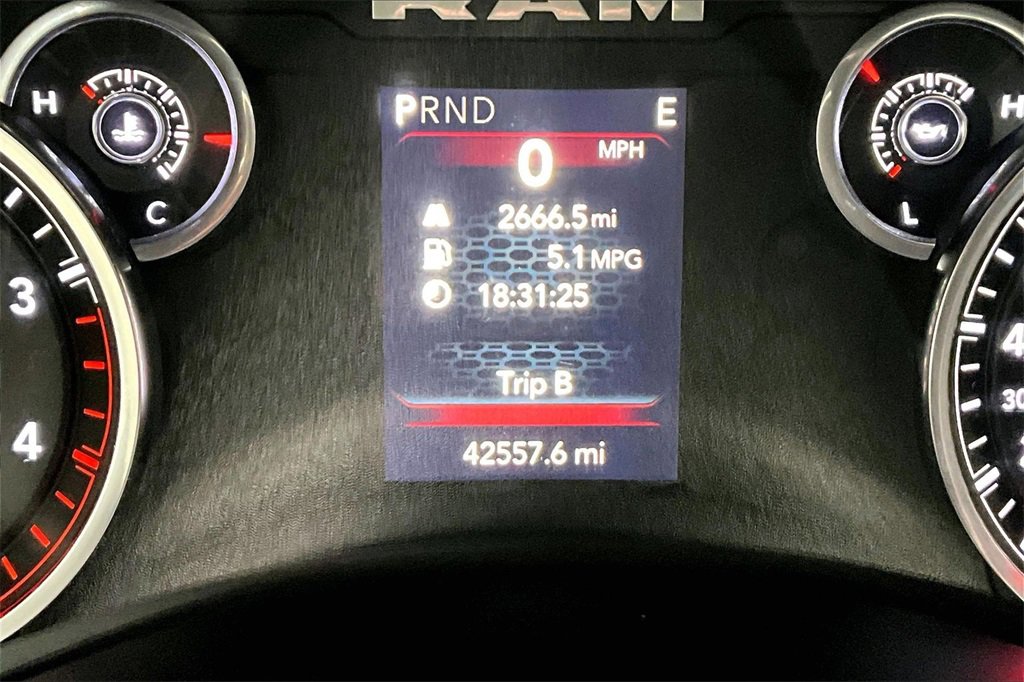 RAM
PRND E
0 MPH
2666.5 mi
5.1 MPG
18:31:25
Trip B
42557.6 mi
H
C
H
L
3
4
4
30